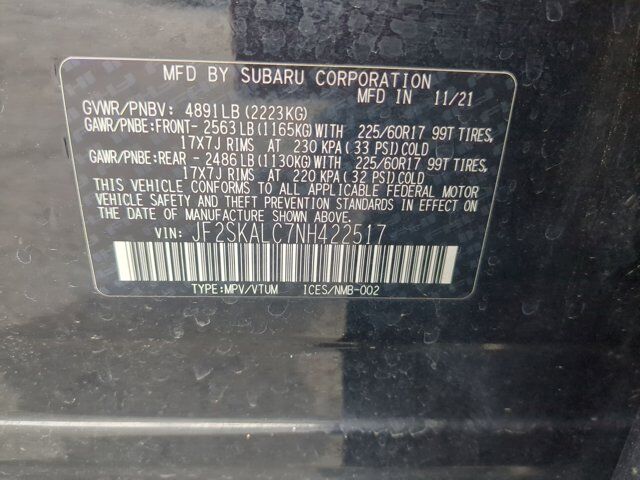 MFD BY SUBARU CORPORATION
MFD IN 11/21
GVWR/PNBV: 4891LB(2223KG)
GAWR/PNBE:FRONT- 2563LB(1165KG)WITH 225/60R17 99T TIRES,
17X7J RIMS AT 230 KPA(33 PSI)COLD
GAWR/PNBE:REAR -2486LB(1130KG)WITH 225/60R17 99T TIRES,
17X7J RIMS AT 220 KPA(32 PSI)COLD
THIS VEHICLE CONFORMS TO ALL APPLICABLE FEDERAL MOTOR
VEHICLE SAFETY AND THEFT PREVENTION STANDARDS IN EFFECT
ON THE DATE OF MANUFACTURE SHOWN ABOVE.
VIN: JF2SKALC7NH422517
TYPE:MPV/VTUM ICES/NMB-002